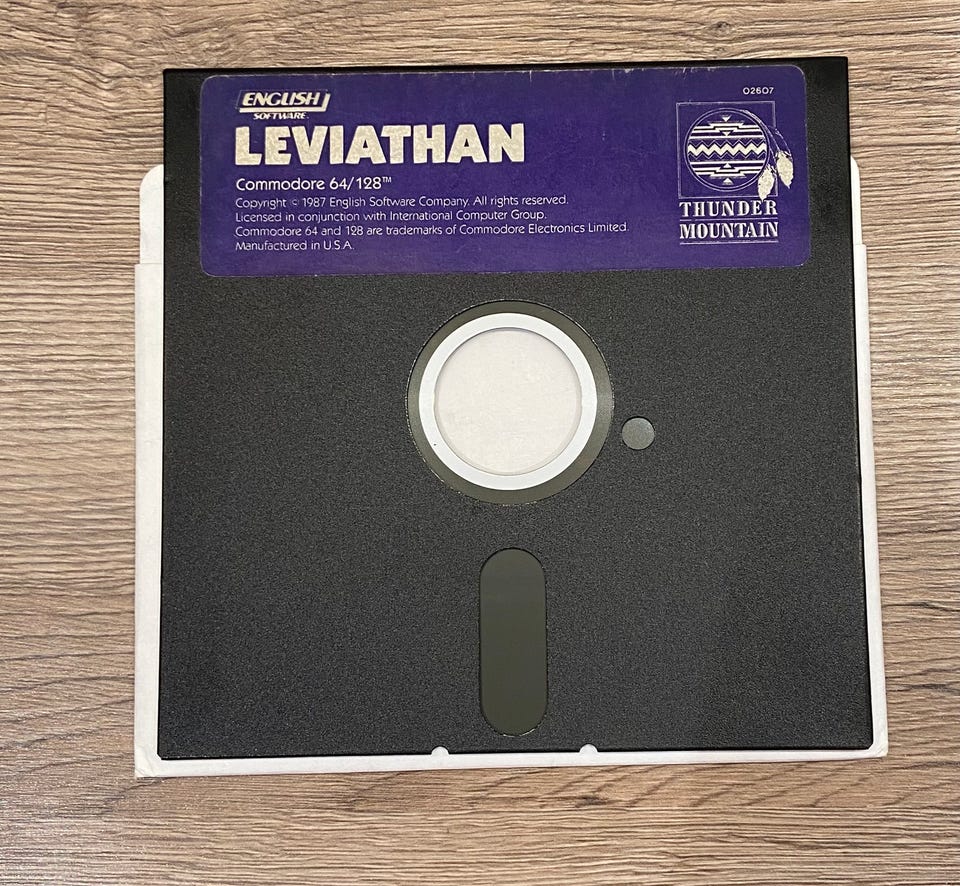 ENGLISH
SOFTWARE
LEVIATHAN
Commodore 64/128™
Copyright © 1987 English Software Company. All rights reserved.
Licensed in conjunction with International Computer Group.
Commodore 64 and 128 are trademarks of Commodore Electronics Limited.
Manufactured in U.S.A.
02607
THUNDER
MOUNTAIN